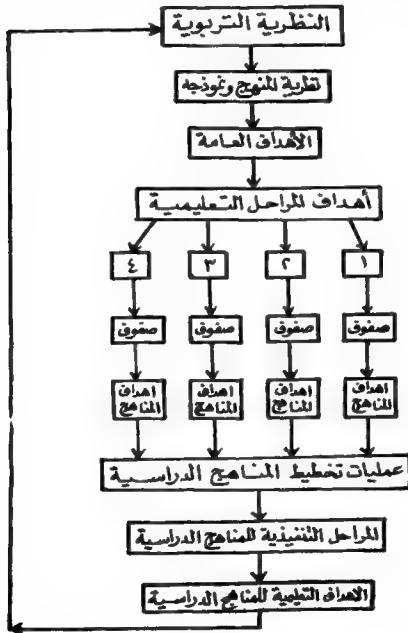 النظرية التربوية
نظرية المنهج ونموذجه
الأهداف العامة
أهداف المراحل التعليمية
١ ٢ ٣ ٤
صفوف صفوف صفوف صفوف
اهداف اهداف اهداف اهداف
المناهج المناهج المناهج المناهج
عمليات تخطيط المناهج الدراسية
المراحل التنفيذية للمناهج الدراسية
الاهداف التعليمية للمناهج الدراسية